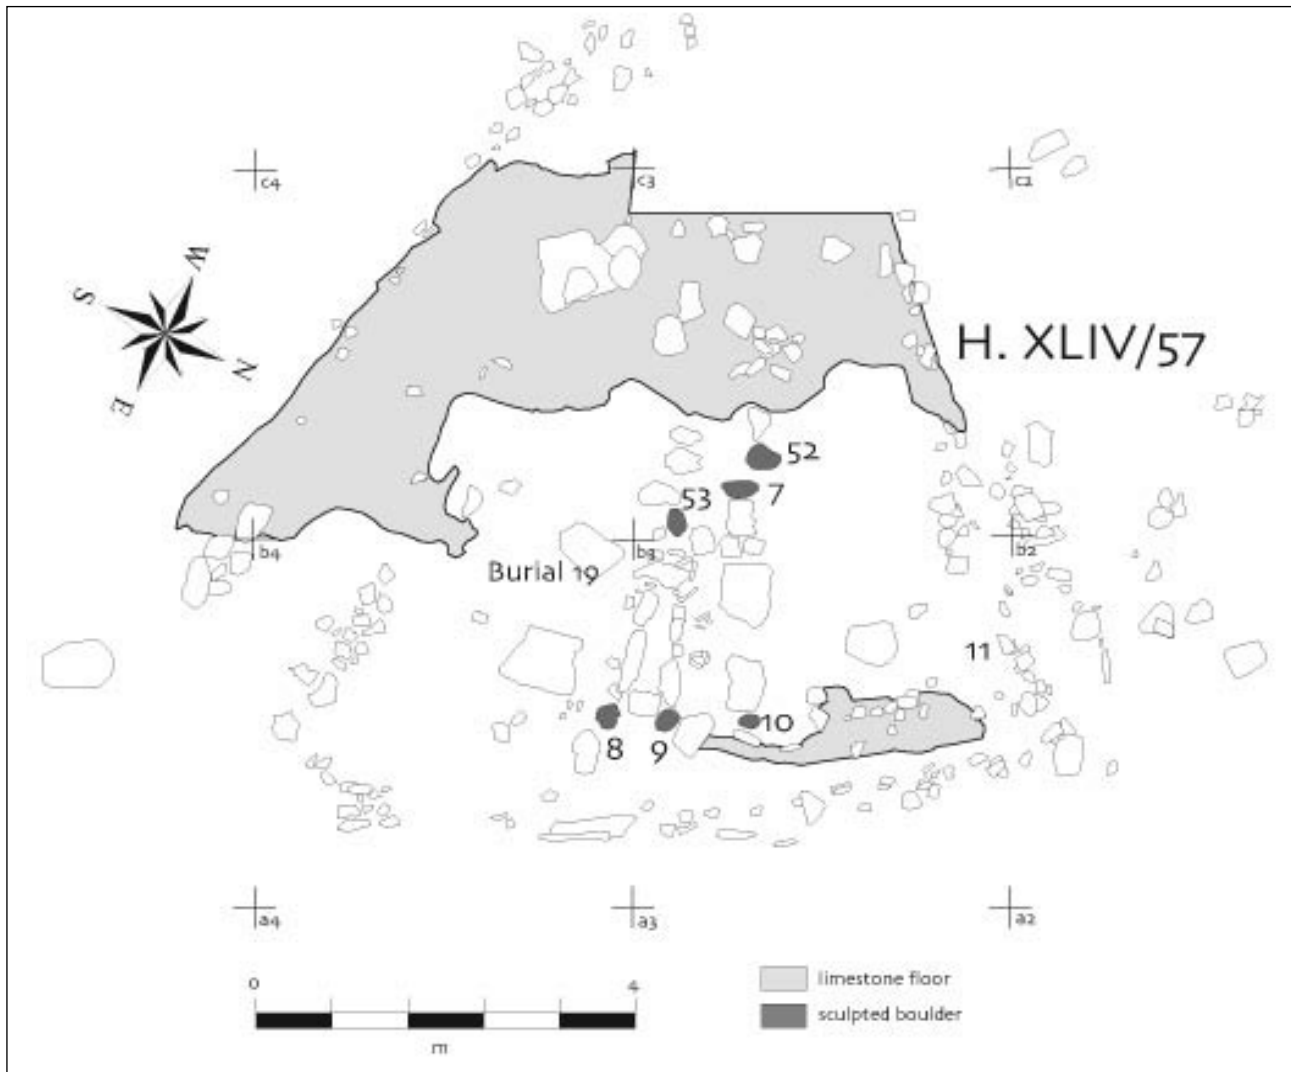 c4
c3
c2
W
S
N
E
H. XLIV/57
52
7
53
b4
b3
b2
Burial 19
11
8
9
10
a4
a3
a2
0
4
m
limestone floor
sculpted boulder